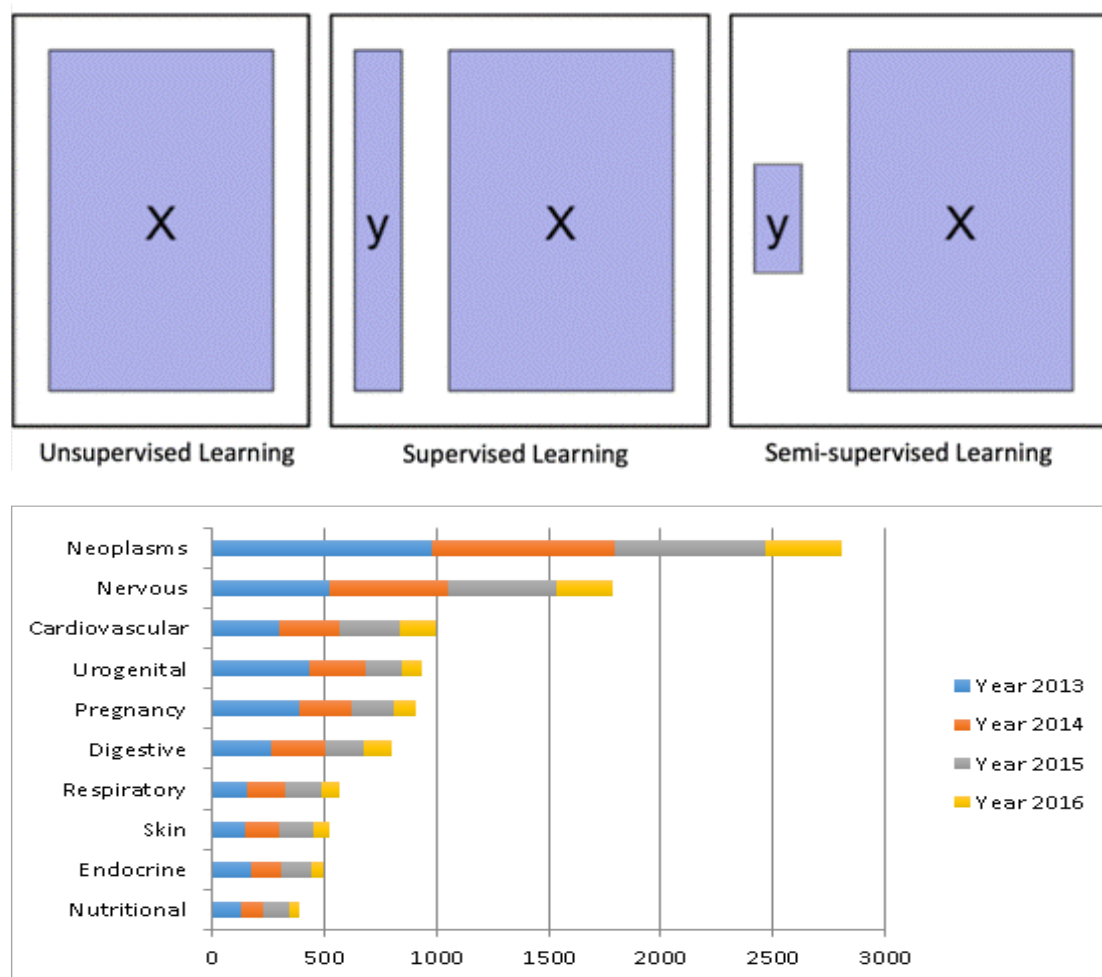 X
y
X
y
X
Unsupervised Learning
Supervised Learning
Semi-supervised Learning
Neoplasms
Nervous
Cardiovascular
Urogenital
Pregnancy
Digestive
Respiratory
Skin
Endocrine
Nutritional
0 500 1000 1500 2000 2500 3000
Year 2013
Year 2014
Year 2015
Year 2016